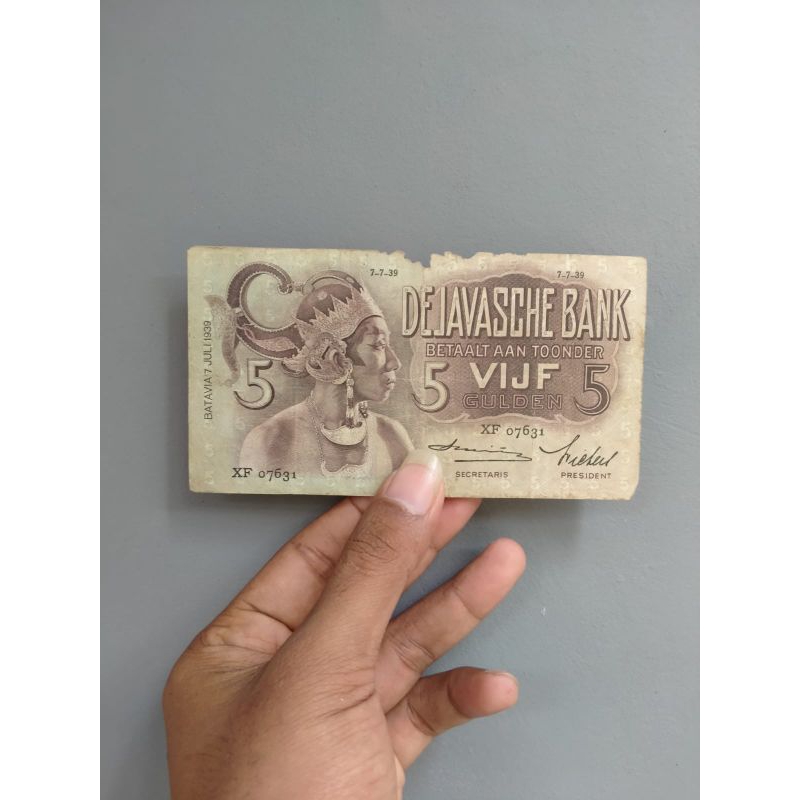 7-7-39
7-7-39
DE JAVASCHE BANK
BETAALT AAN TOONDER
5 5 VIJF 5
GULDEN
BATAVIA 7 JULI 1939
XF 07631
XF 07631
SECRETARIS
PRESIDENT